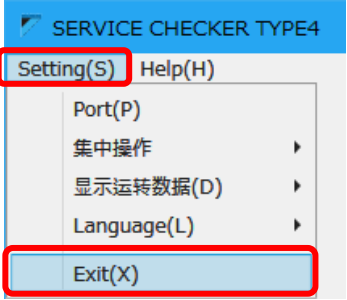 SERVICE CHECKER TYPE4
Setting(S) Help(H)
Port(P)
集中操作
显示运转数据(D)
Language(L)
Exit(X)